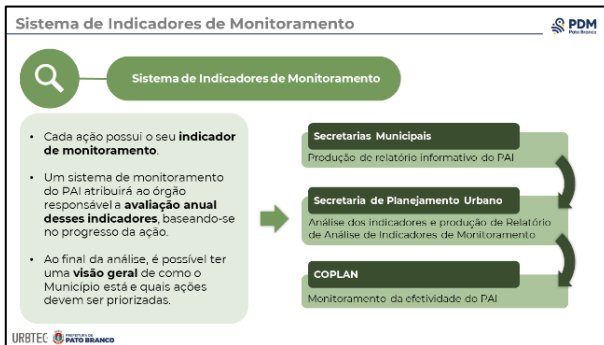 Sistema de Indicadores de Monitoramento
PDM
Pato Branco
Sistema de Indicadores de Monitoramento
• Cada ação possui o seu indicador
de monitoramento.
• Um sistema de monitoramento
do PAI atribuirá ao órgão
responsável a avaliação anual
desses indicadores, baseando-se
no progresso da ação.
• Ao final da análise, é possível ter
uma visão geral de como o
Município está e quais ações
devem ser priorizadas.
Secretarias Municipais
Produção de relatório informativo do PAI
Secretaria de Planejamento Urbano
Análise dos indicadores e produção de Relatório
de Análise de Indicadores de Monitoramento
COPLAN
Monitoramento da efetividade do PAI
URBTEC
PREFEITURA DE
PATO BRANCO